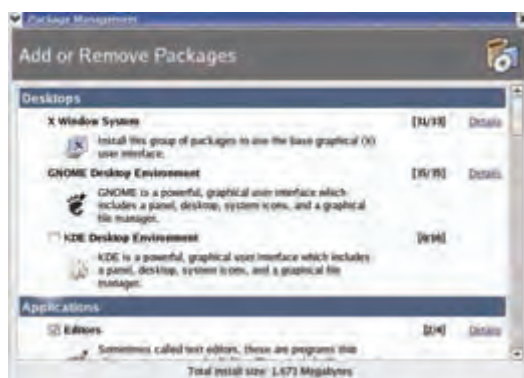 Package Management
Add or Remove Packages
Desktops
X Window System [31/33] Details
Install this group of packages to use the base graphical (X)
user interface.
GNOME Desktop Environment Details
GNOME is a powerful, graphical user interface which
includes a panel, desktop, system icons, and a graphical
file manager.
KDE Desktop Environment
KDE is a powerful, graphical user interface which includes
a panel, desktop, system icons, and a graphical file
manager.
Applications
Editors [2/4] Details
Sometimes called text editors, these are programs that
Total install size: 1,673 Megabytes